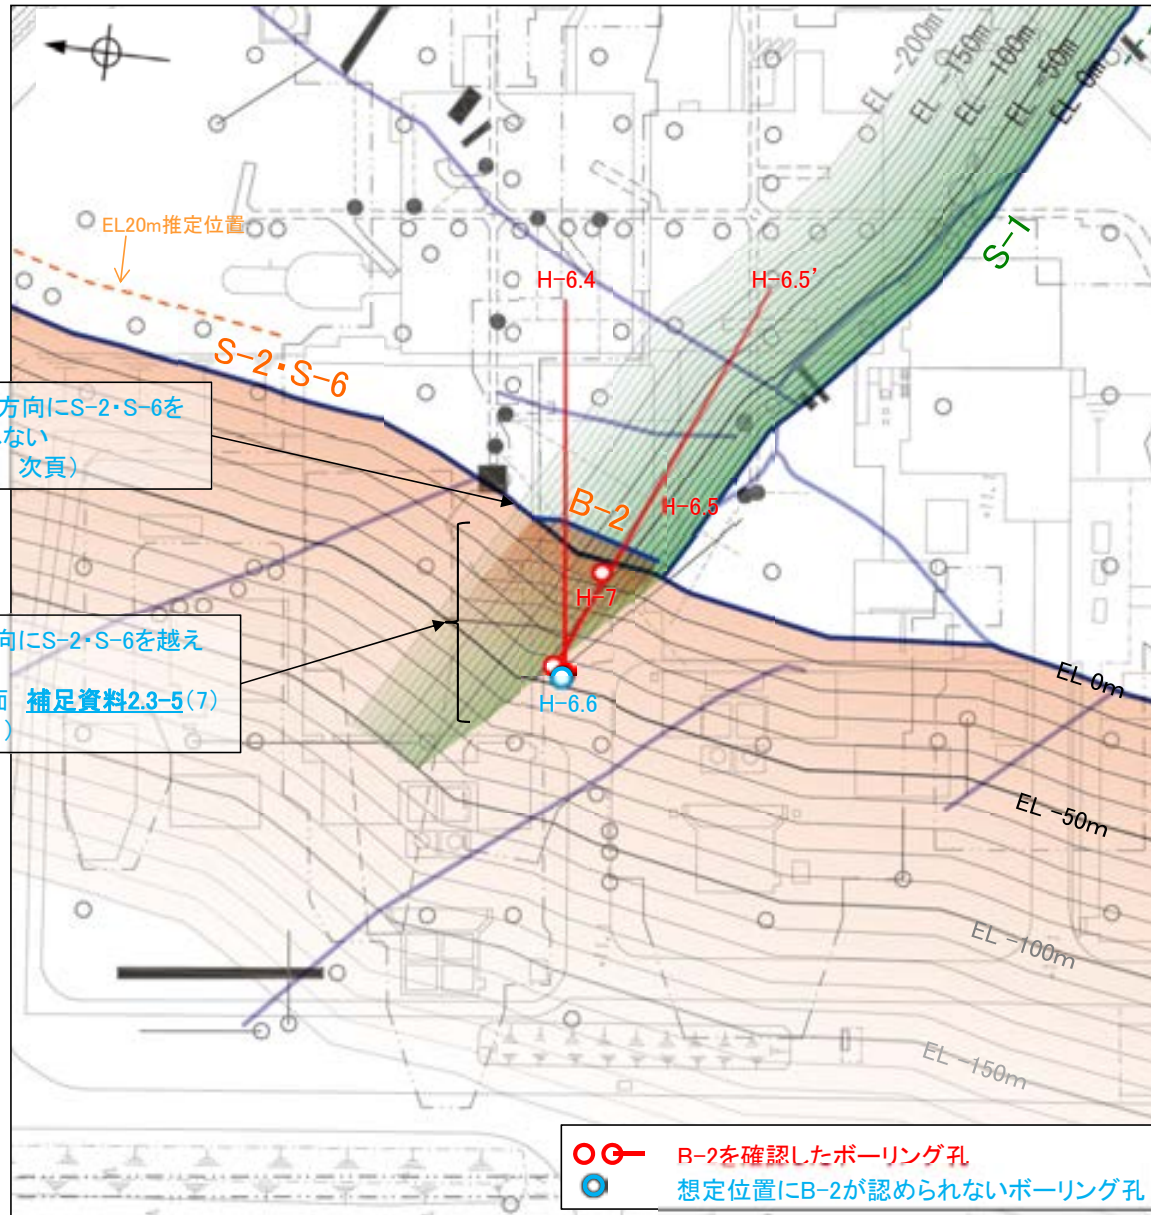 EL -200m
EL -150m
EL -100m
EL -50m
EL 0m
EL20m推定位置
S-1
H-6.4
H-6.5’
S-2・S-6
方向にS-2・S-6を
ない
次頁)
B-2
H-6.5
H-7
向にS-2・S-6を越え
面 補足資料2.3-5(7)
)
H-6.6
EL 0m
EL -50m
EL -100m
EL -150m
B-2を確認したボーリング孔
想定位置にB-2が認められないボーリング孔